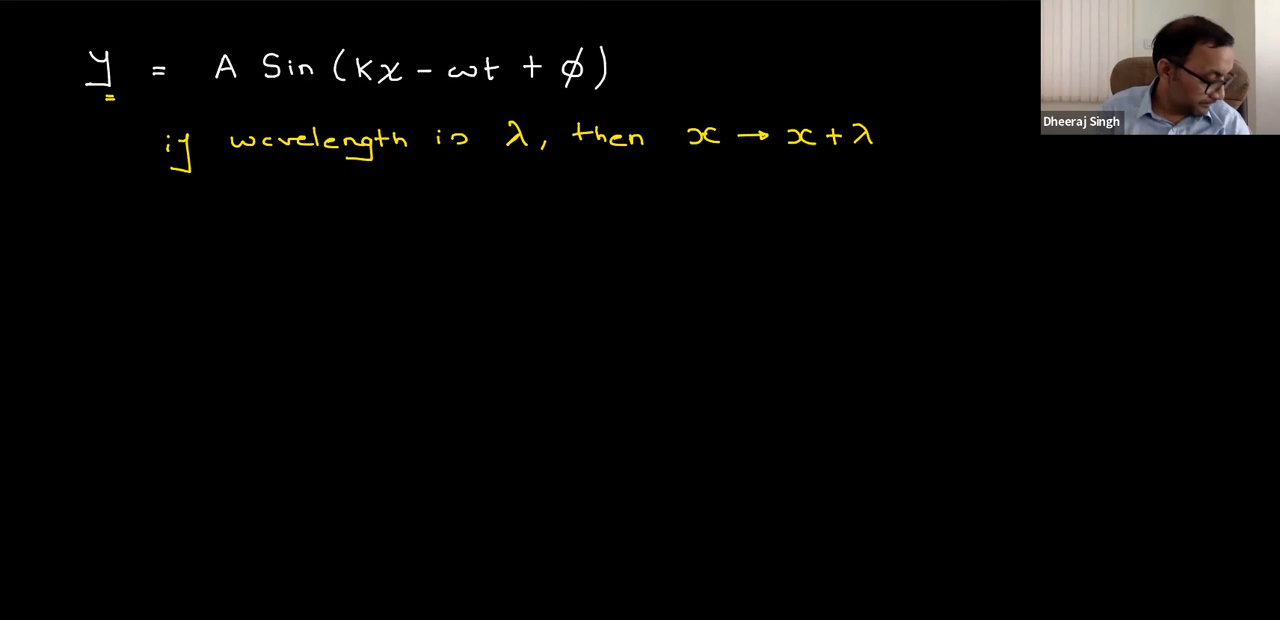 y = A Sin (kx - ωt + ϕ)
Dheeraj Singh
if wavelength is λ, then x → x + λ